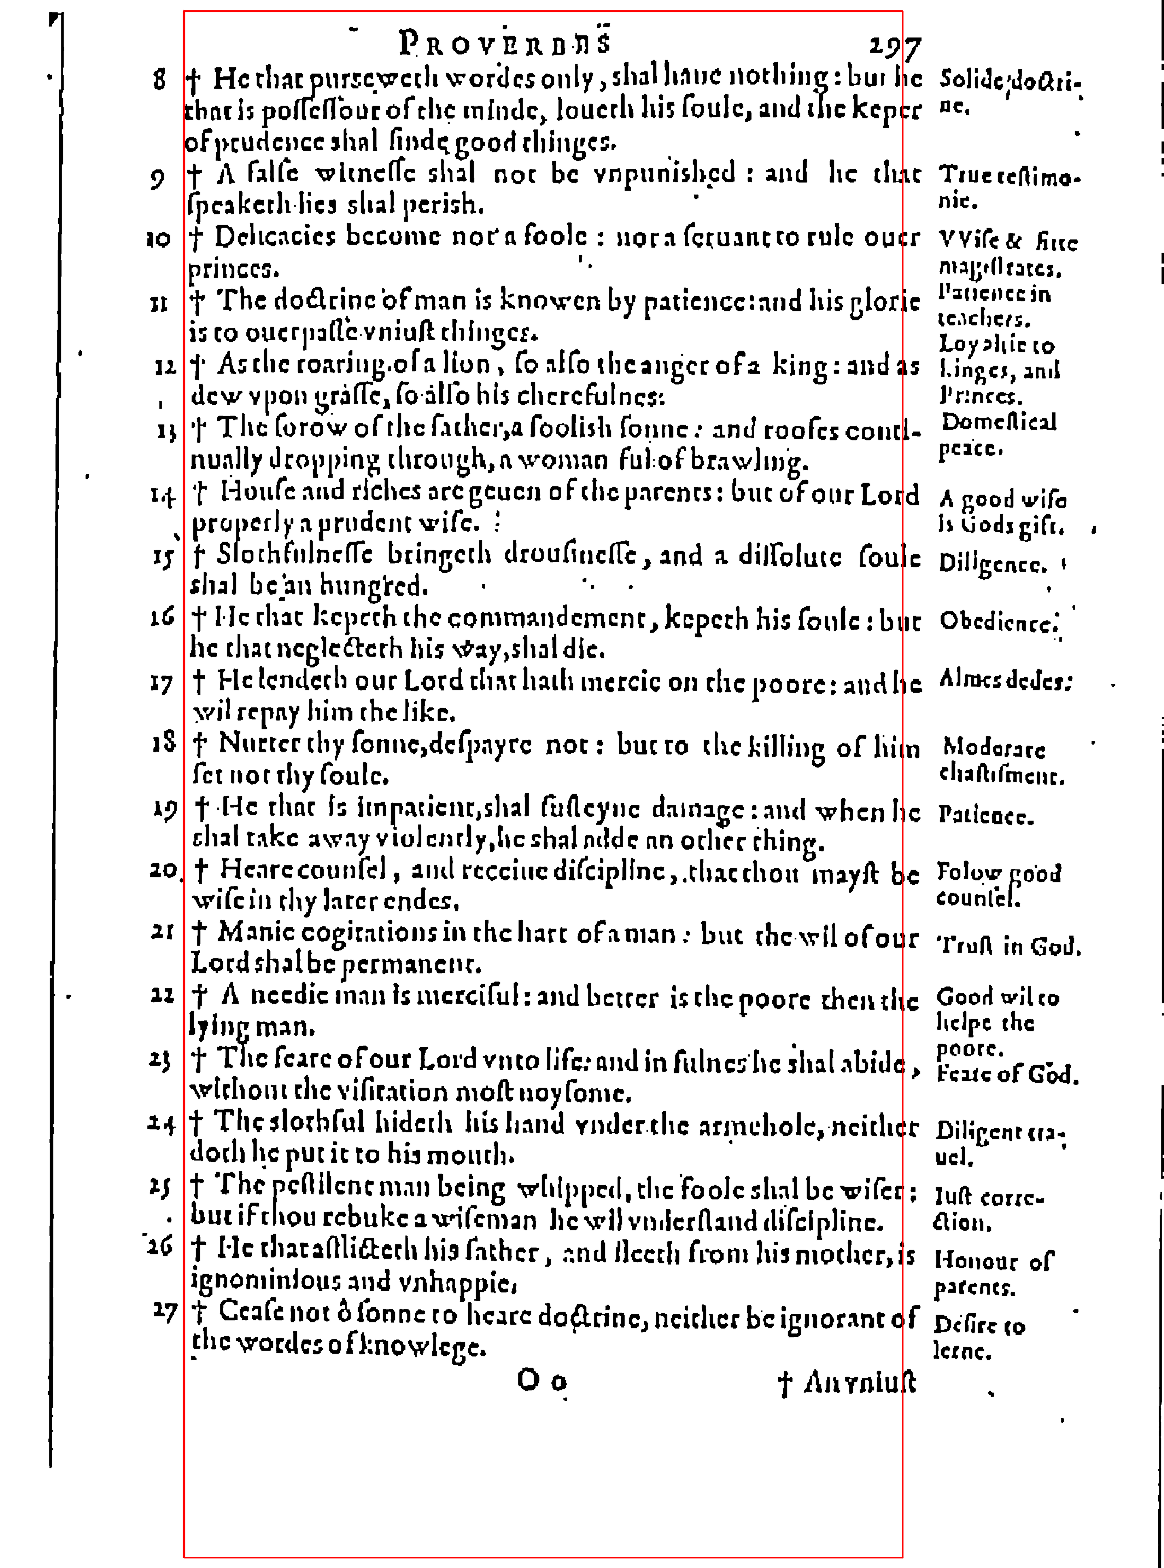 PROVERBES 297
8 † He that purseweth wordes only, shal haue nothing: but he Solide doctri-
that is possessour of the minde, loueth his soule, and the keper ne.
of prudence shal finde good thinges.
9 † A false witnesse shal not be vnpunished: and he that True testimo-
speaketh lies shal perish. nie.
10 † Delicacies become not a foole: nor a seruant to rule ouer VVise & fitte
princes. magistrates.
11 † The doctrine of man is knowen by patience: and his glorie Patience in
is to ouerpasse vniust thinges. teachers.
12 † As the roaring of a lion, so also the anger of a king: and as Loyaltie to
kinges, and
dew vpon grasse, so also his cherefulnes: Princes.
13 † The sorow of the father, a foolish sonne: and roofes conti- Domestical
nually dropping through, a woman ful of brawling. peace.
14 † House and riches are geuen of the parents: but of our Lord A good wife
properly a prudent wife. is Gods gift.
15 † Slothfulnesse bringeth drousinesse, and a dissolute soule Diligence.
shal be an hungred.
16 † He that kepeth the commandement, kepeth his soule: but Obedience.
he that neglecteth his way, shal die.
17 † He lendeth our Lord that hath mercie on the poore: and he Almes dedes.
wil repay him the like.
18 † Nurter thy sonne, despayre not: but to the killing of him Moderate
set not thy soule. chastisment.
19 † He that is impatient, shal susteyne damage: and when he Patience.
shal take away violently, he shal adde an other thing.
20. † Heare counsel, and receiue discipline, that thou mayst be Folow good
wise in thy later endes. counsel.
21 † Manie cogitations in the hart of a man: but the wil of our Trust in God.
Lord shal be permanent.
22 † A needie man is merciful: and better is the poore then the Good wil to
lying man. helpe the
poore.
23 † The feare of our Lord vnto life: and in fulnes he shal abide, Feare of God.
without the visitation most noysome.
24 † The slothful hideth his hand vnder the armehole, neither Diligent tra-
doth he put it to his mouth. uel.
25 † The pestilent man being whipped, the foole shal be wiser: Iust corre-
but if thou rebuke a wiseman he wil vnderstand discipline. ction.
26 † He that afflicteth his father, and fleeth from his mother, is Honour of
ignominious and vnhappie. parents.
27 † Cease not ô sonne to heare doctrine, neither be ignorant of Desire to
the wordes of knowlege. lerne.
O o † An vniust